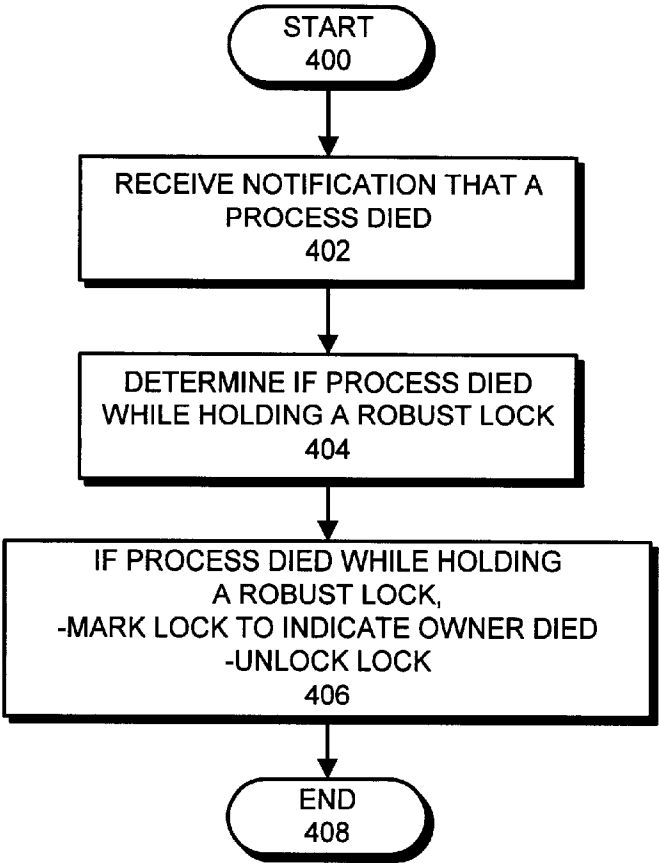 START
400
RECEIVE NOTIFICATION THAT A
PROCESS DIED
402
DETERMINE IF PROCESS DIED
WHILE HOLDING A ROBUST LOCK
404
IF PROCESS DIED WHILE HOLDING
A ROBUST LOCK,
-MARK LOCK TO INDICATE OWNER DIED
-UNLOCK LOCK
406
END
408